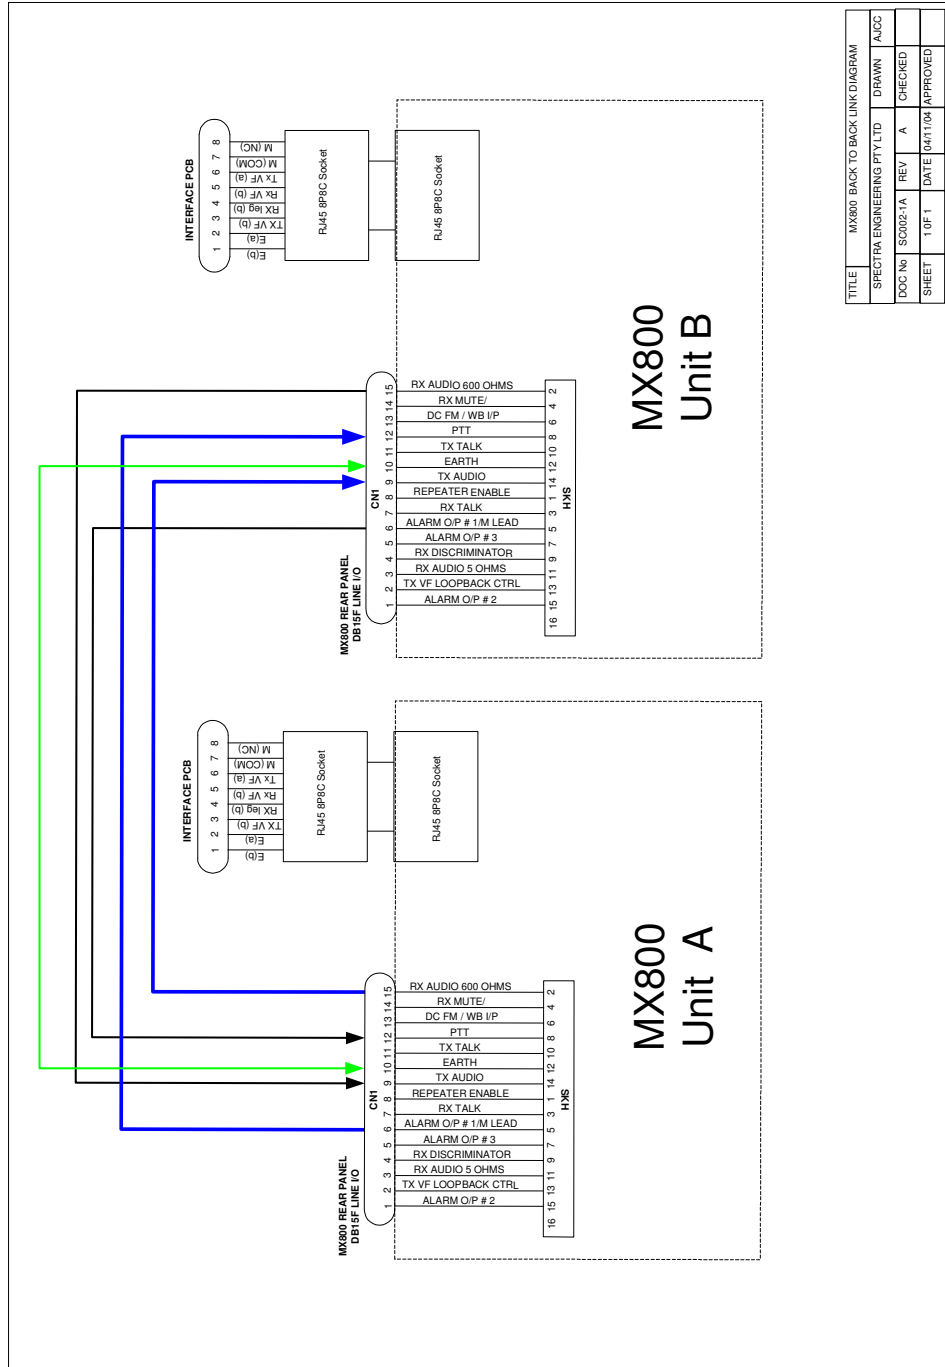 TITLE MX800 BACK TO BACK LINK DIAGRAM
SPECTRA ENGINEERING PTY LTD DRAWN AJCC
DOC No SC002-1A REV A CHECKED
SHEET 1 OF 1 DATE 04/11/04 APPROVED
INTERFACE PCB
1 2 3 4 5 6 7 8
E(b)
E(a)
TX VF (b)
RX leg (b)
Rx VF (b)
Tx VF (a)
M (COM)
M (NC)
RJ45 8P8C Socket
RJ45 8P8C Socket
MX800
Unit B
MX800 REAR PANEL
DB15F LINE I/O
CN1
1 2 3 4 5 6 7 8 9 10 11 12 13 14 15
RX AUDIO 600 OHMS
RX MUTE/
DC FM / WB I/P
PTT
TX TALK
EARTH
TX AUDIO
REPEATER ENABLE
RX TALK
ALARM O/P # 1/M LEAD
ALARM O/P # 3
RX DISCRIMINATOR
RX AUDIO 5 OHMS
TX VF LOOPBACK CTRL
ALARM O/P # 2
16 15 13 11 9 7 5 3 1 14 12 10 8 6 4 2
SKH
INTERFACE PCB
1 2 3 4 5 6 7 8
E(b)
E(a)
TX VF (b)
RX leg (b)
Rx VF (b)
Tx VF (a)
M (COM)
M (NC)
RJ45 8P8C Socket
RJ45 8P8C Socket
MX800
Unit A
MX800 REAR PANEL
DB15F LINE I/O
CN1
1 2 3 4 5 6 7 8 9 10 11 12 13 14 15
RX AUDIO 600 OHMS
RX MUTE/
DC FM / WB I/P
PTT
TX TALK
EARTH
TX AUDIO
REPEATER ENABLE
RX TALK
ALARM O/P # 1/M LEAD
ALARM O/P # 3
RX DISCRIMINATOR
RX AUDIO 5 OHMS
TX VF LOOPBACK CTRL
ALARM O/P # 2
16 15 13 11 9 7 5 3 1 14 12 10 8 6 4 2
SKH